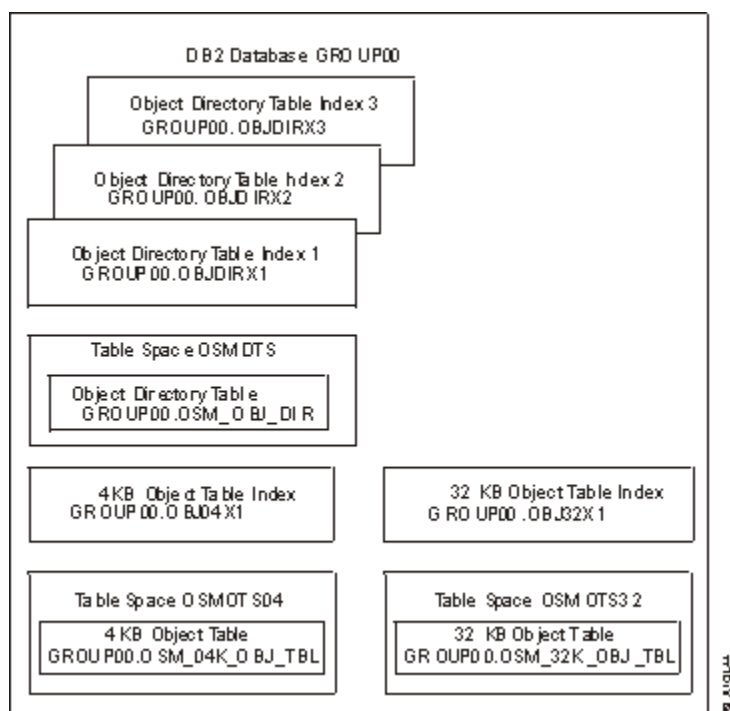 DB2 Database GROUP00
Object Directory Table Index 3
GROUP00.OBJDIRX3
Object Directory Table Index 2
GROUP00.OBJDIRX2
Object Directory Table Index 1
GROUP00.OBJDIRX1
Table Space OSMDTS
Object Directory Table
GROUP00.OSM_OBJ_DIR
4KB Object Table Index
GROUP00.OBJ04X1
32 KB Object Table Index
GROUP00.OBJ32X1
Table Space OSMOTS04
4KB Object Table
GROUP00.OSM_04K_OBJ_TBL
Table Space OSMOTS32
32 KB Object Table
GROUP00.OSM_32K_OBJ_TBL